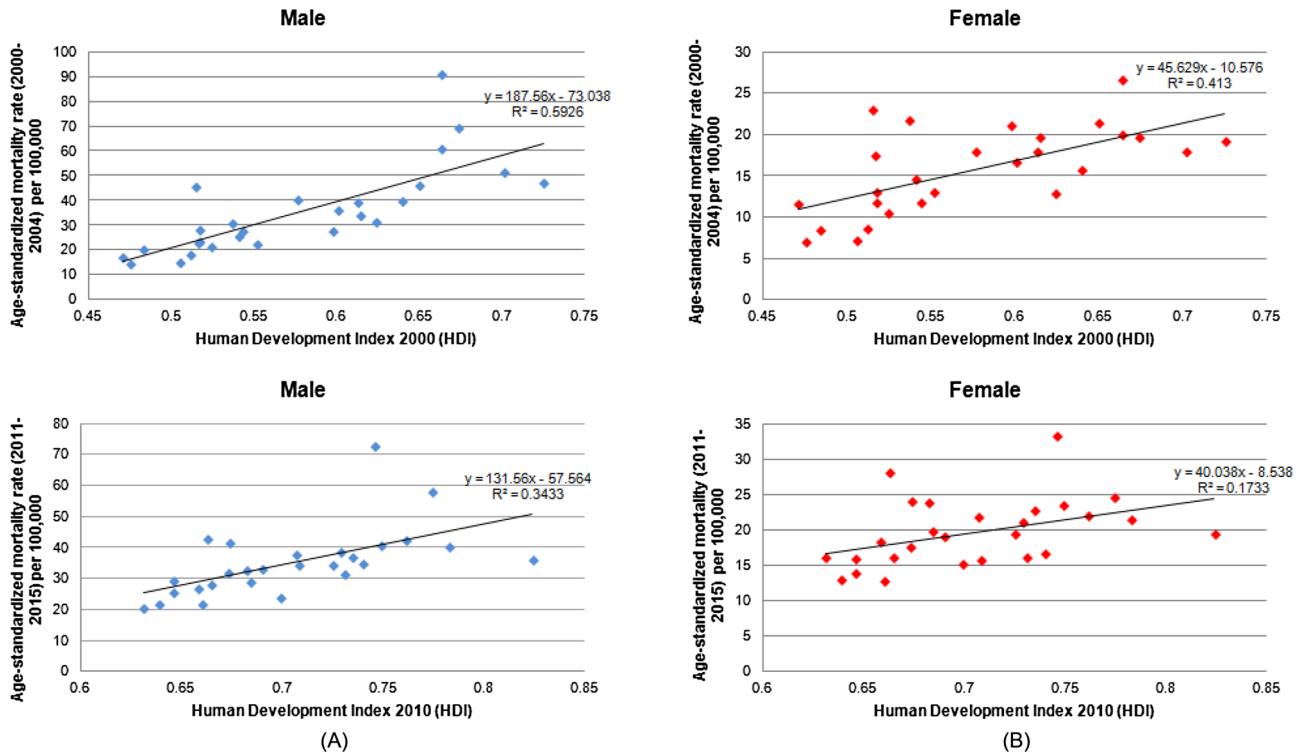 Male
Age-standardized mortality rate (2000-
2004) per 100,000
100
90
80
70
60
50
40
30
20
10
0
y = 187.56x - 73.038
R² = 0.5926
0.45 0.5 0.55 0.6 0.65 0.7 0.75
Human Development Index 2000 (HDI)
Female
Age-standardized mortality rate (2000-
2004) per 100,000
30
25
20
15
10
5
0
y = 45.629x - 10.576
R² = 0.413
0.45 0.5 0.55 0.6 0.65 0.7 0.75
Human Development Index 2000 (HDI)
Male
Age-standardized mortality rate (2011-
2015) per 100,000
80
70
60
50
40
30
20
10
0
y = 131.56x - 57.564
R² = 0.3433
0.6 0.65 0.7 0.75 0.8 0.85
Human Development Index 2010 (HDI)
(A)
Female
Age-standardized mortality (2011-
2015) per 100,000
35
30
25
20
15
10
5
0
y = 40.038x - 8.538
R² = 0.1733
0.6 0.65 0.7 0.75 0.8 0.85
Human Development Index 2010 (HDI)
(B)